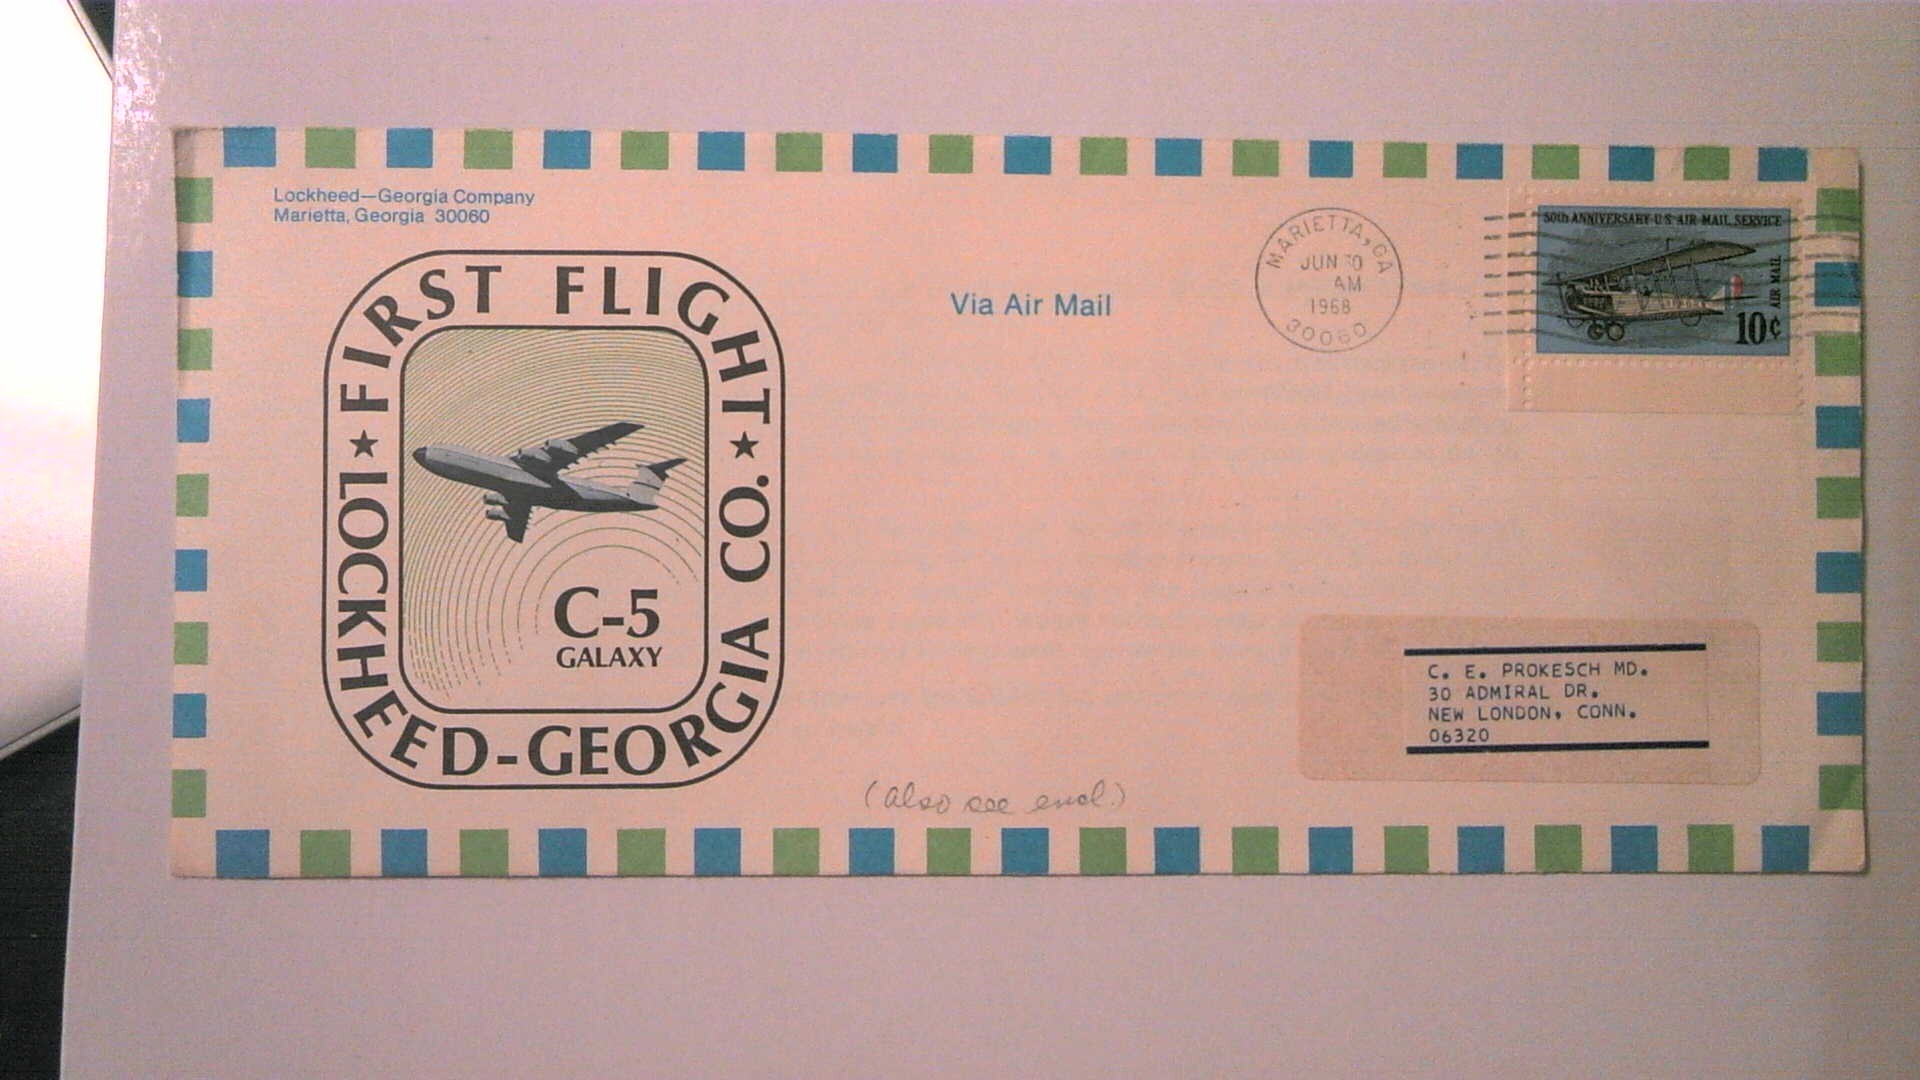 Lockheed—Georgia Company
Marietta, Georgia 30060
FIRST FLIGHT
★ LOCKHEED-GEORGIA CO. ★
C-5
GALAXY
Via Air Mail
MARIETTA, GA
JUN 30
AM
1968
30060
50th ANNIVERSARY U.S. AIR MAIL SERVICE
AIR MAIL
10¢
C. E. PROKESCH MD.
30 ADMIRAL DR.
NEW LONDON, CONN.
06320
(also see encl.)